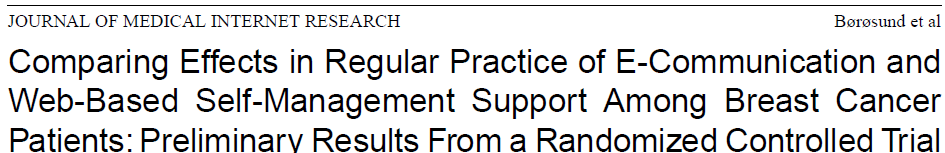 JOURNAL OF MEDICAL INTERNET RESEARCH Børøsund et al
Comparing Effects in Regular Practice of E-Communication and
Web-Based Self-Management Support Among Breast Cancer
Patients: Preliminary Results From a Randomized Controlled Trial